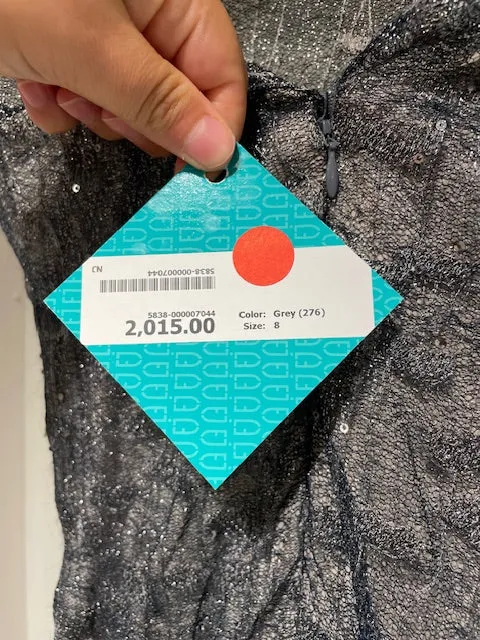 NJ
5838-000007044
5838-000007044
2,015.00
Color: Grey (276)
Size: 8